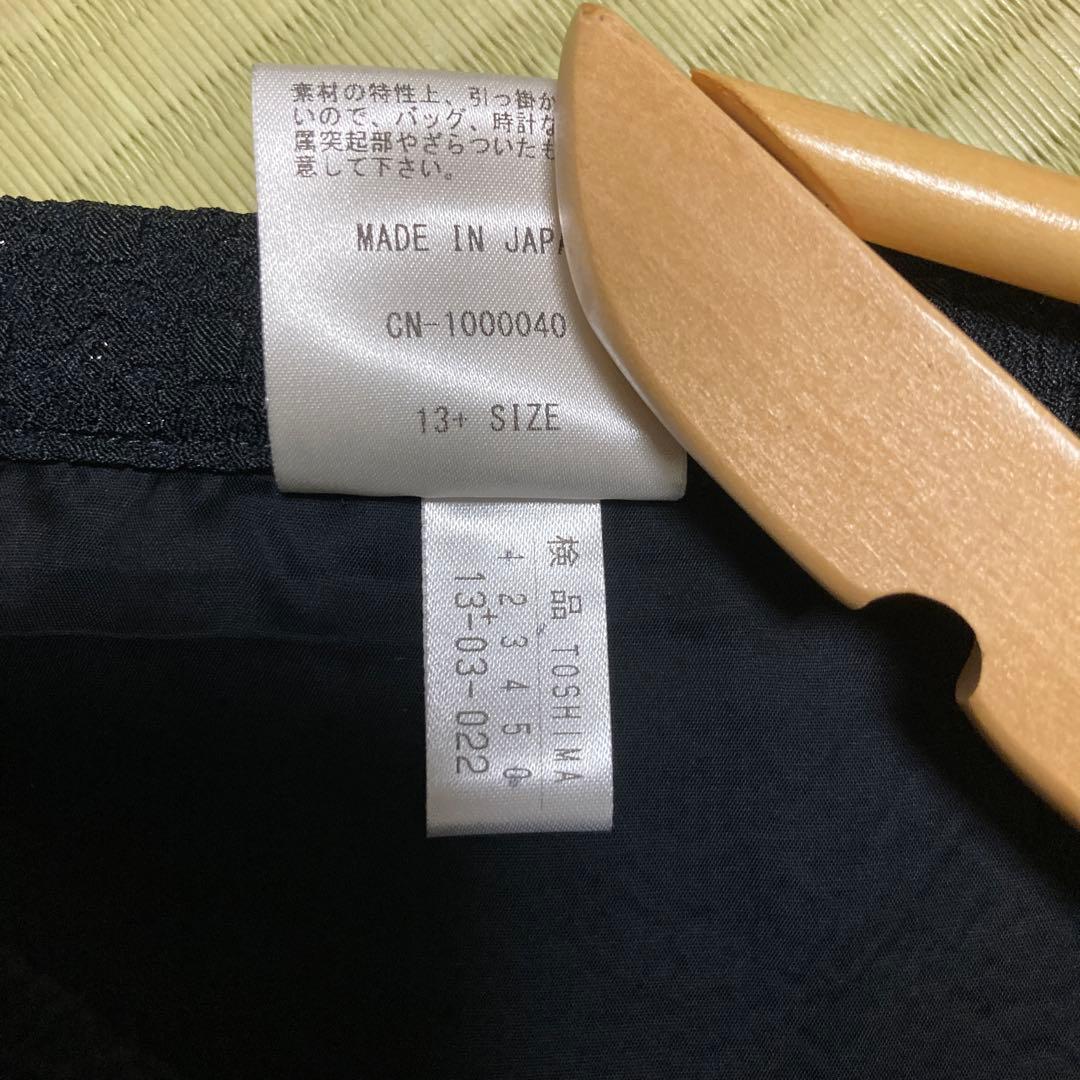 素材の特性上、引っ掛か
いので、バッグ、時計な
属突起部やざらついたも
意して下さい。
MADE IN JAPA
CN-1000040
13+ SIZE
検品 TOSHIMA
1 2 3 4 5 0
13+-03-022